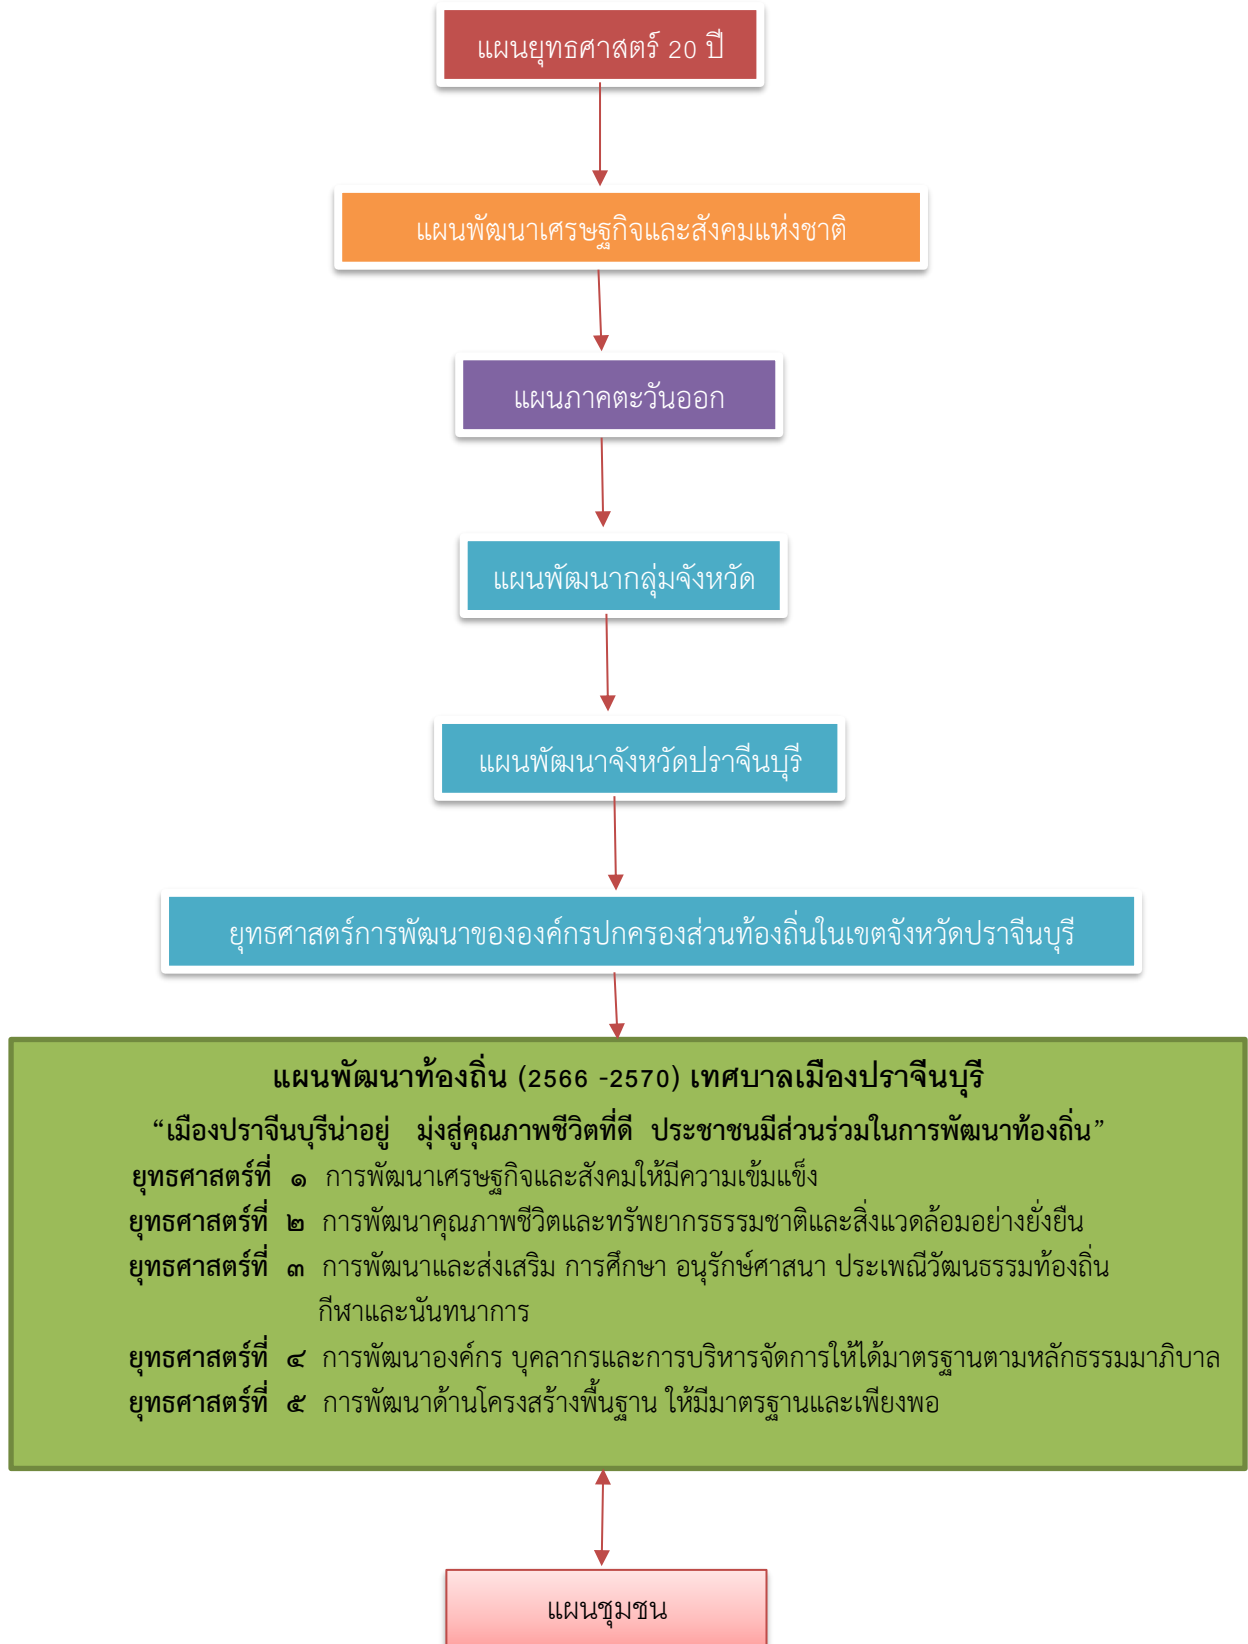 แผนยุทธศาสตร์ 20 ปี
แผนพัฒนาเศรษฐกิจและสังคมแห่งชาติ
แผนภาคตะวันออก
แผนพัฒนากลุ่มจังหวัด
แผนพัฒนาจังหวัดปราจีนบุรี
ยุทธศาสตร์การพัฒนาขององค์กรปกครองส่วนท้องถิ่นในเขตจังหวัดปราจีนบุรี
แผนพัฒนาท้องถิ่น (2566 -2570) เทศบาลเมืองปราจีนบุรี
“เมืองปราจีนบุรีน่าอยู่ มุ่งสู่คุณภาพชีวิตที่ดี ประชาชนมีส่วนร่วมในการพัฒนาท้องถิ่น”
ยุทธศาสตร์ที่ ๑ การพัฒนาเศรษฐกิจและสังคมให้มีความเข้มแข็ง
ยุทธศาสตร์ที่ ๒ การพัฒนาคุณภาพชีวิตและทรัพยากรธรรมชาติและสิ่งแวดล้อมอย่างยั่งยืน
ยุทธศาสตร์ที่ ๓ การพัฒนาและส่งเสริม การศึกษา อนุรักษ์ศาสนา ประเพณีวัฒนธรรมท้องถิ่น
กีฬาและนันทนาการ
ยุทธศาสตร์ที่ ๔ การพัฒนาองค์กร บุคลากรและการบริหารจัดการให้ได้มาตรฐานตามหลักธรรมมาภิบาล
ยุทธศาสตร์ที่ ๕ การพัฒนาด้านโครงสร้างพื้นฐาน ให้มีมาตรฐานและเพียงพอ
แผนชุมชน